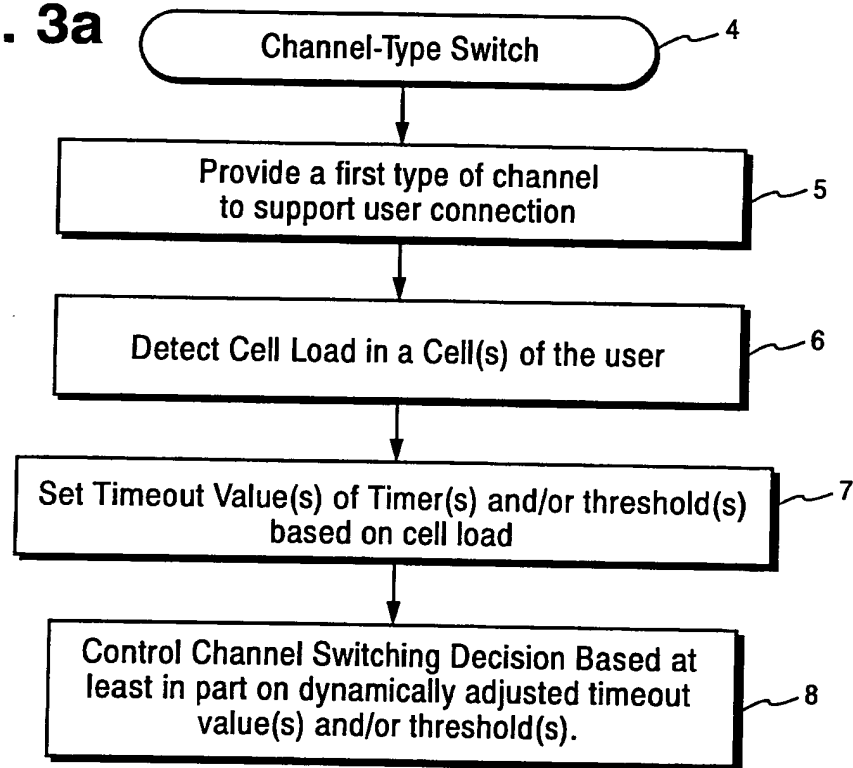 . 3a
Channel-Type Switch
4
Provide a first type of channel
to support user connection
5
Detect Cell Load in a Cell(s) of the user
6
Set Timeout Value(s) of Timer(s) and/or threshold(s)
based on cell load
7
Control Channel Switching Decision Based at
least in part on dynamically adjusted timeout
value(s) and/or threshold(s).
8